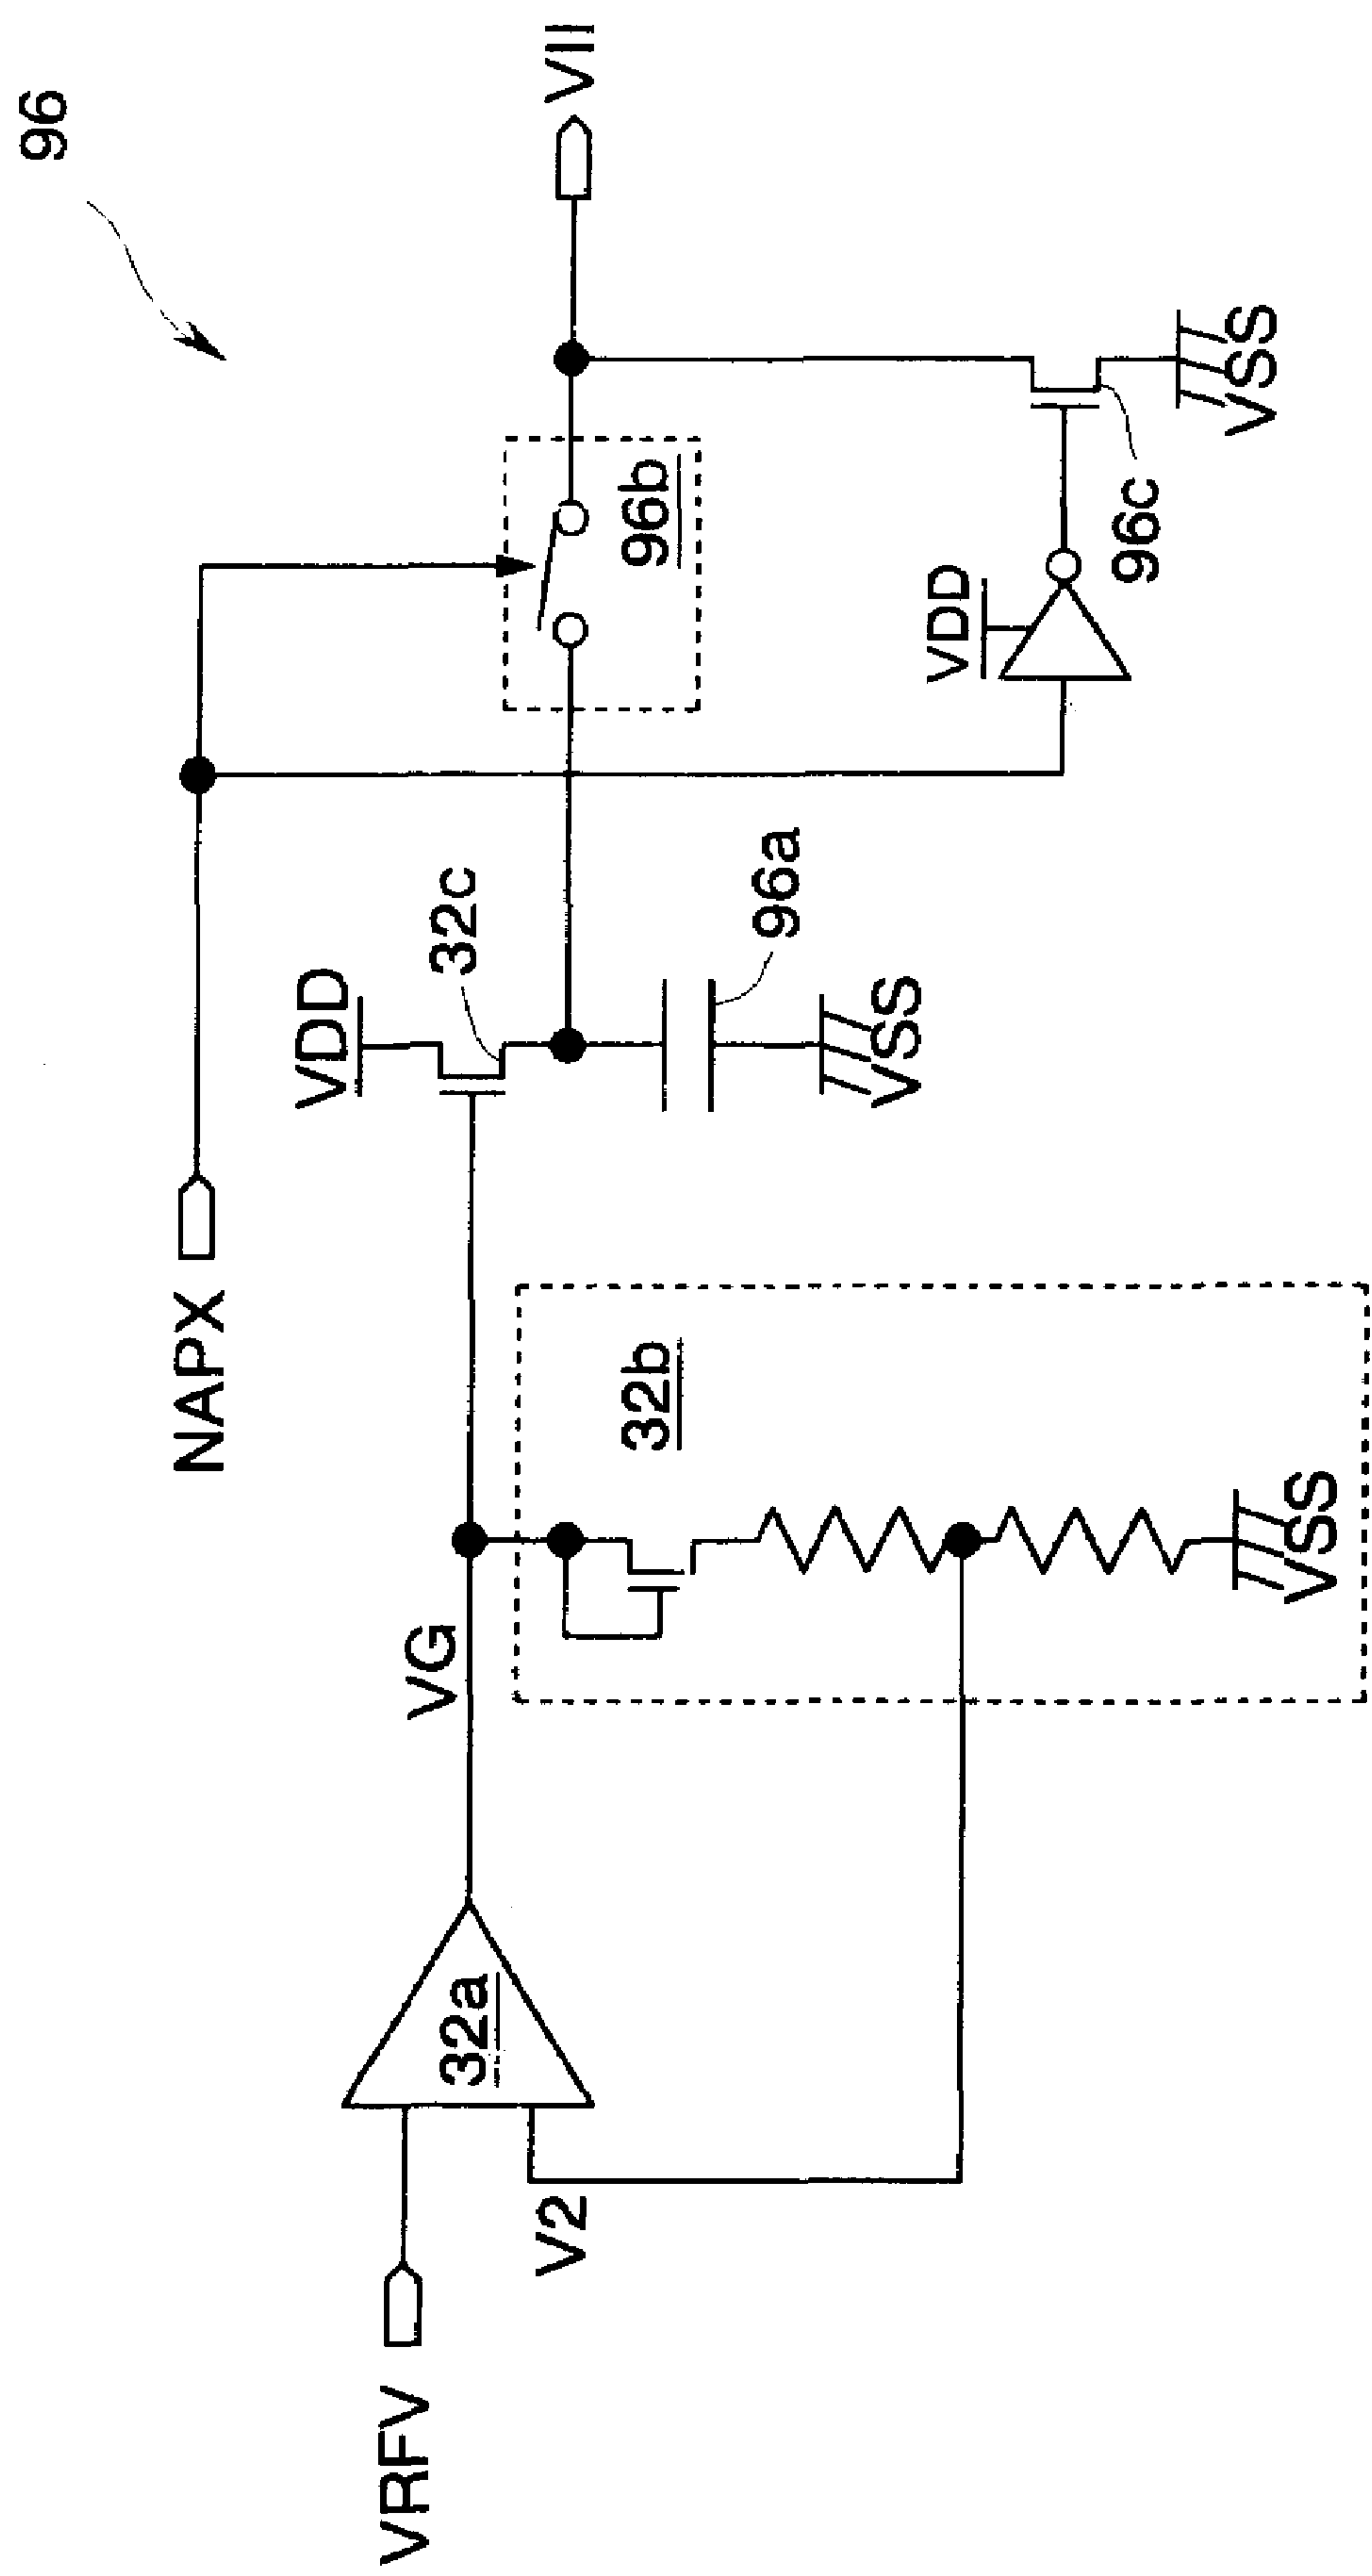 96
NAPX
VII
VDD
32c
96b
VRFV
32a
VG
V2
32b
VSS
96a
VSS
VDD
96c
VSS